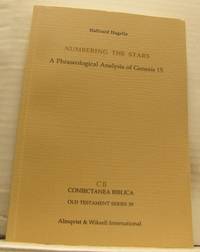 Hallvard Hagelia
NUMBERING THE STARS
A Phraseological Analysis of Genesis 15
CB
CONIECTANEA BIBLICA
OLD TESTAMENT SERIES 39
Almqvist & Wiksell International